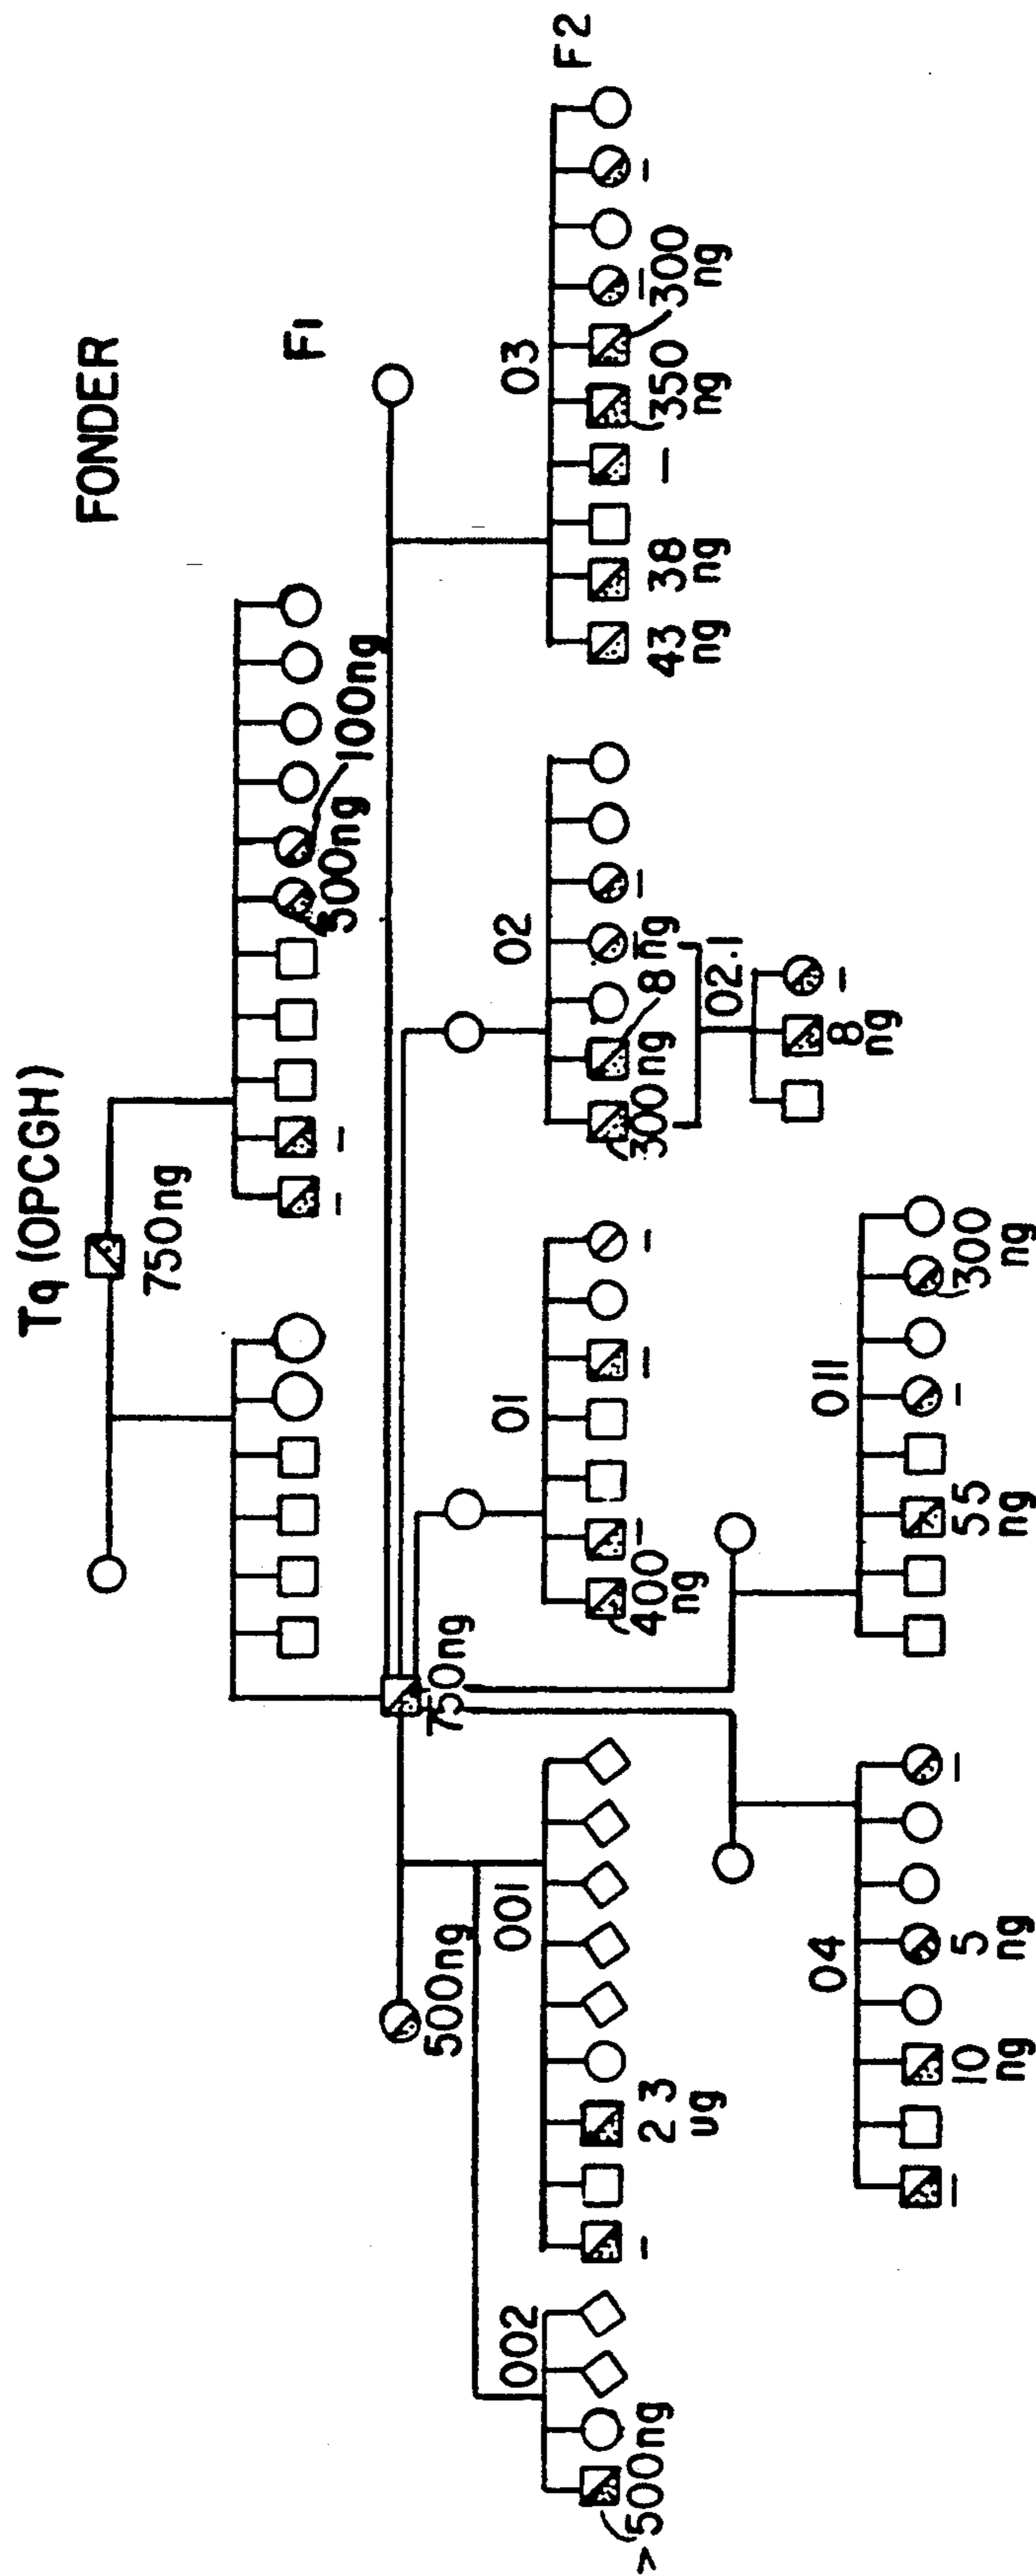 Tq (OPCGH)
FONDER
750ng
F1
500ng
100ng
500ng
750ng
F2
002
001
01
02
03
>500ng
—
23
ug
400
ng
—
—
—
300ng
8
ng
—
—
43
ng
38
ng
—
350
ng
300
ng
—
—
02.1
8
ng
—
04
011
—
10
ng
5
ng
—
55
ng
—
300
ng